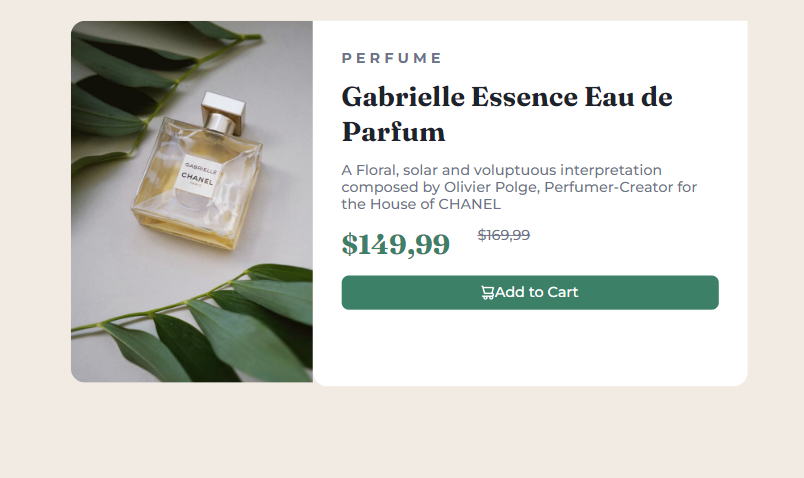 PERFUME
Gabrielle Essence Eau de
Parfum
A Floral, solar and voluptuous interpretation
composed by Olivier Polge, Perfumer-Creator for
the House of CHANEL
$149,99 $169,99
Add to Cart
GABRIELLE
CHANEL
PARIS